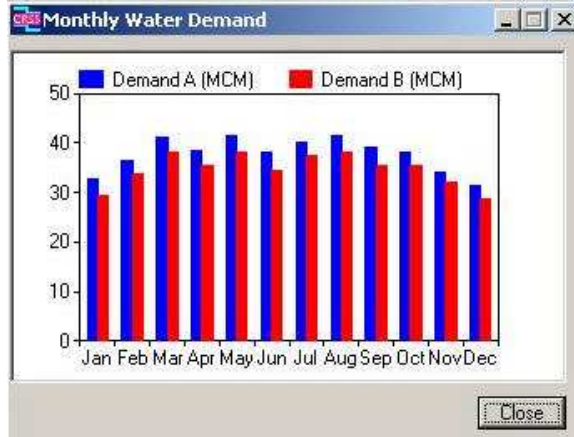 CRSS Monthly Water Demand
Demand A (MCM) Demand B (MCM)
50
40
30
20
10
0
Jan Feb Mar Apr May Jun Jul Aug Sep Oct Nov Dec
Close